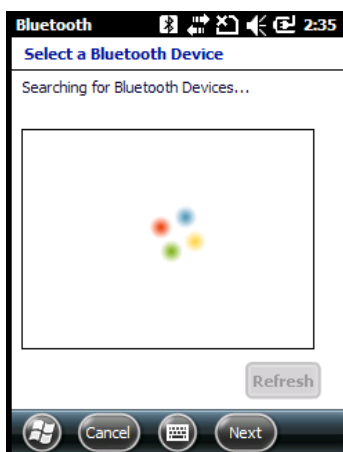 Bluetooth 2:35
Select a Bluetooth Device
Searching for Bluetooth Devices...
Refresh
Cancel Next